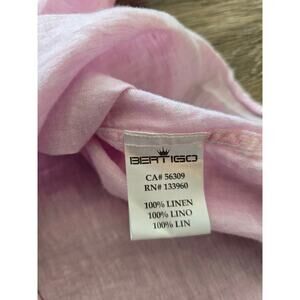 BERTIGO
CA# 56309
RN# 133960
100% LINEN
100% LINO
100% LIN